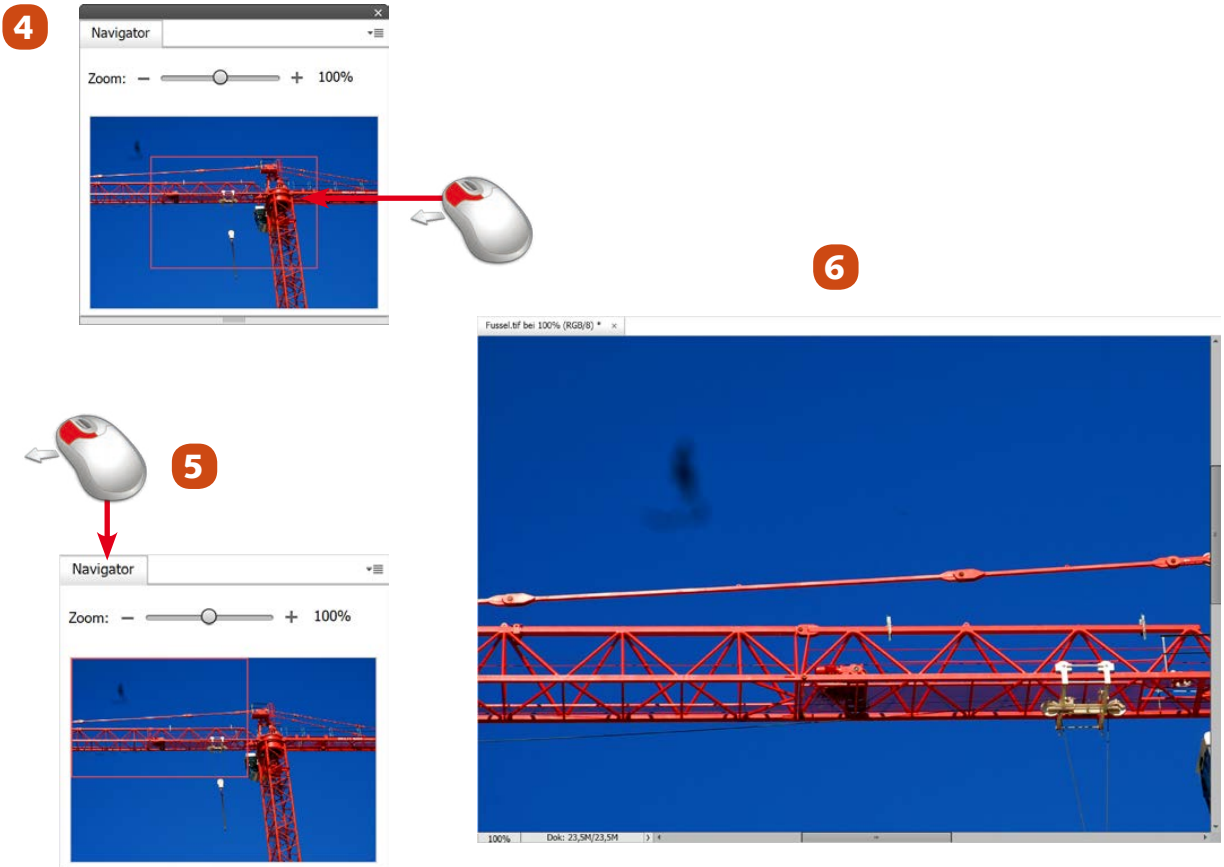 4
Navigator
Zoom: − + 100%
6
Fussel.tif bei 100% (RGB/8) * ×
5
Navigator
Zoom: − + 100%
100% Dok: 23,5M/23,5M